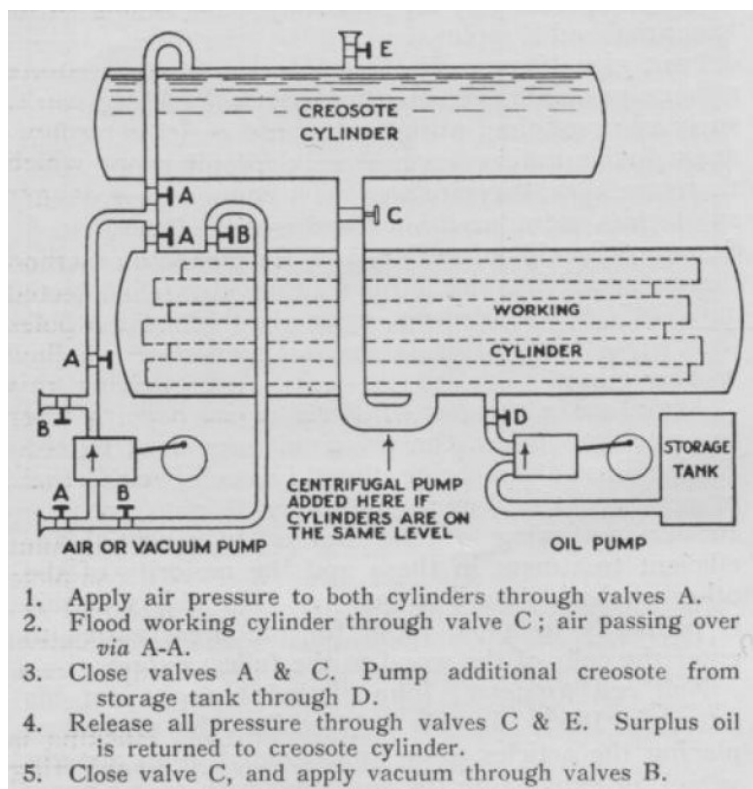 E
CREOSOTE
CYLINDER
A
C
A
B
WORKING
A
CYLINDER
B
D
STORAGE
TANK
CENTRIFUGAL PUMP
ADDED HERE IF
CYLINDERS ARE ON
THE SAME LEVEL
A
B
AIR OR VACUUM PUMP
OIL PUMP
1. Apply air pressure to both cylinders through valves A.
2. Flood working cylinder through valve C; air passing over
via A-A.
3. Close valves A & C. Pump additional creosote from
storage tank through D.
4. Release all pressure through valves C & E. Surplus oil
is returned to creosote cylinder.
5. Close valve C, and apply vacuum through valves B.